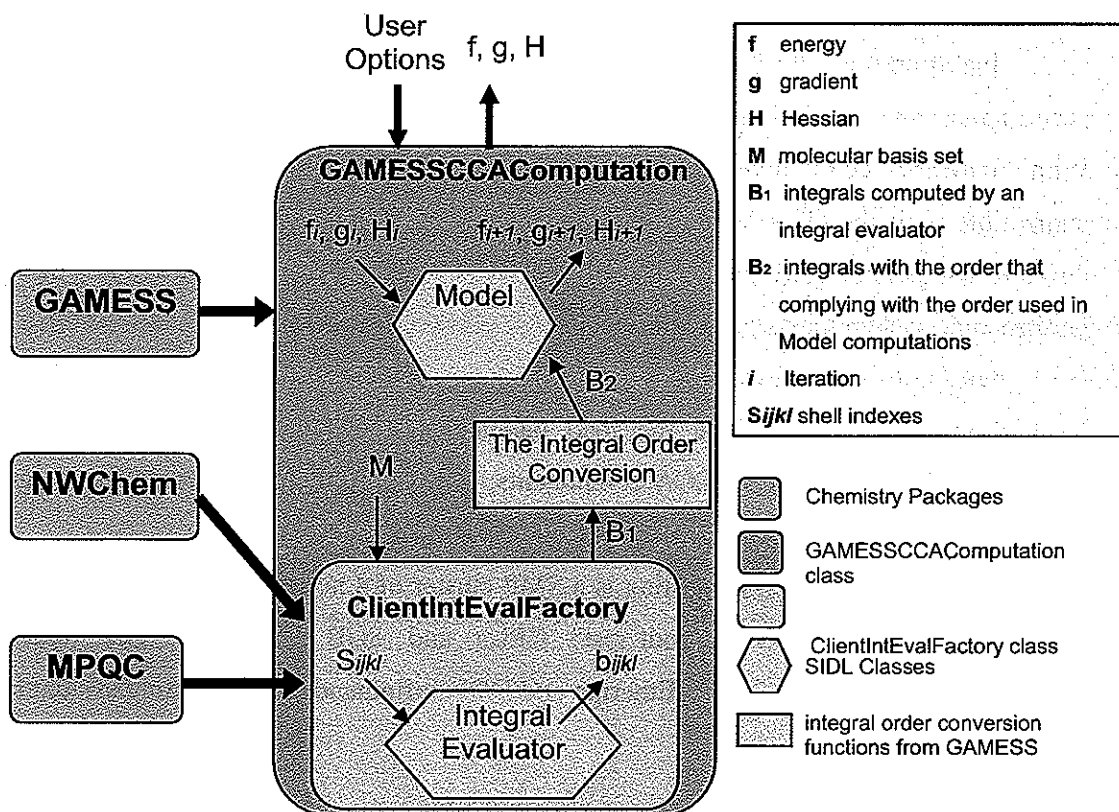 User
Options
f, g, H
GAMESSCCAComputation
fi, gi, Hi
fi+1, gi+1, Hi+1
Model
GAMESS
B2
The Integral Order
Conversion
M
NWChem
B1
ClientIntEvalFactory
MPQC
Sijkl
bijkl
Integral
Evaluator
f energy
g gradient
H Hessian
M molecular basis set
B1 integrals computed by an
integral evaluator
B2 integrals with the order that
complying with the order used in
Model computations
i Iteration
Sijkl shell indexes
Chemistry Packages
GAMESSCCAComputation
class
ClientIntEvalFactory class
SIDL Classes
integral order conversion
functions from GAMESS